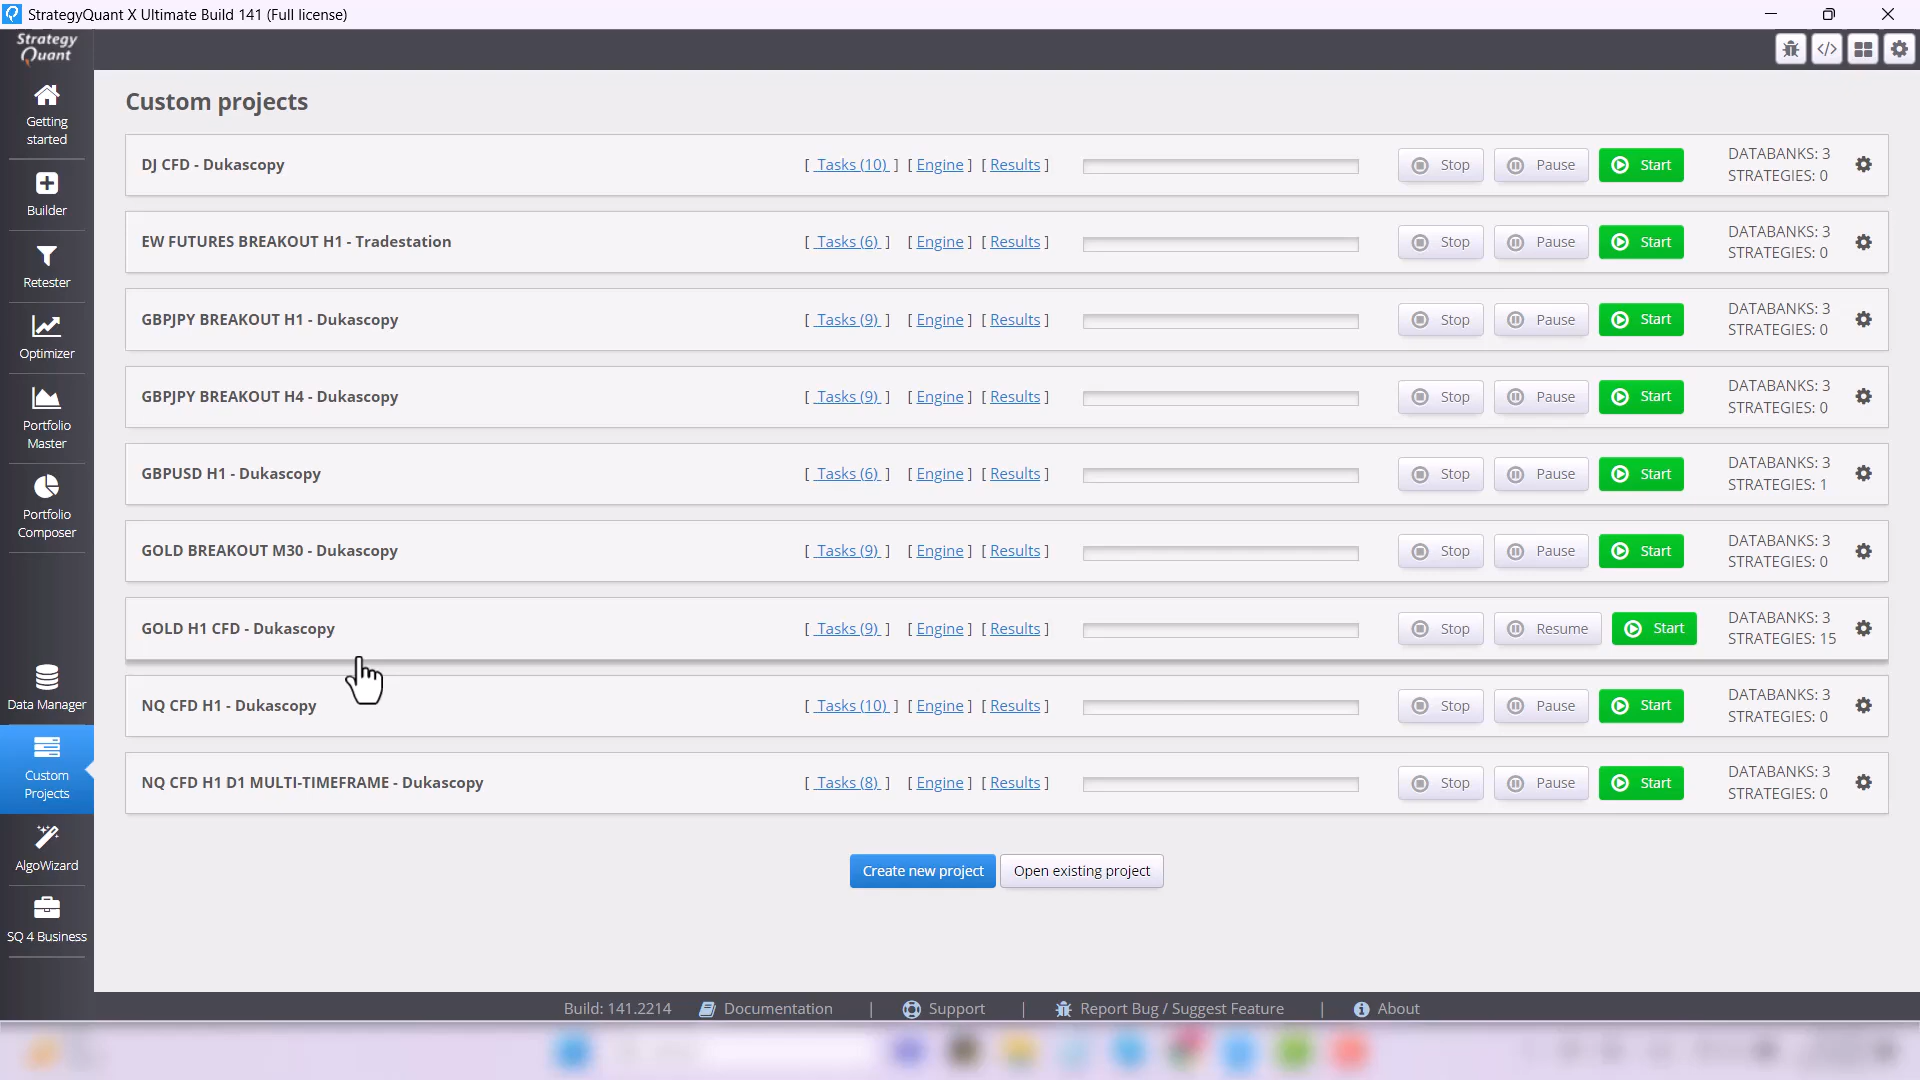 StrategyQuant X Ultimate Build 141 (Full license)
Strategy
Quant
Getting
started
Builder
Retester
Optimizer
Portfolio
Master
Portfolio
Composer
Data Manager
Custom
Projects
AlgoWizard
SQ 4 Business
Custom projects
DJ CFD - Dukascopy [ Tasks (10) ] [ Engine ] [ Results ] Stop Pause Start DATABANKS: 3
STRATEGIES: 0
EW FUTURES BREAKOUT H1 - Tradestation [ Tasks (6) ] [ Engine ] [ Results ] Stop Pause Start DATABANKS: 3
STRATEGIES: 0
GBPJPY BREAKOUT H1 - Dukascopy [ Tasks (9) ] [ Engine ] [ Results ] Stop Pause Start DATABANKS: 3
STRATEGIES: 0
GBPJPY BREAKOUT H4 - Dukascopy [ Tasks (9) ] [ Engine ] [ Results ] Stop Pause Start DATABANKS: 3
STRATEGIES: 0
GBPUSD H1 - Dukascopy [ Tasks (6) ] [ Engine ] [ Results ] Stop Pause Start DATABANKS: 3
STRATEGIES: 1
GOLD BREAKOUT M30 - Dukascopy [ Tasks (9) ] [ Engine ] [ Results ] Stop Pause Start DATABANKS: 3
STRATEGIES: 0
GOLD H1 CFD - Dukascopy [ Tasks (9) ] [ Engine ] [ Results ] Stop Resume Start DATABANKS: 3
STRATEGIES: 15
NQ CFD H1 - Dukascopy [ Tasks (10) ] [ Engine ] [ Results ] Stop Pause Start DATABANKS: 3
STRATEGIES: 0
NQ CFD H1 D1 MULTI-TIMEFRAME - Dukascopy [ Tasks (8) ] [ Engine ] [ Results ] Stop Pause Start DATABANKS: 3
STRATEGIES: 0
Create new project Open existing project
Build: 141.2214 Documentation | Support | Report Bug / Suggest Feature | About